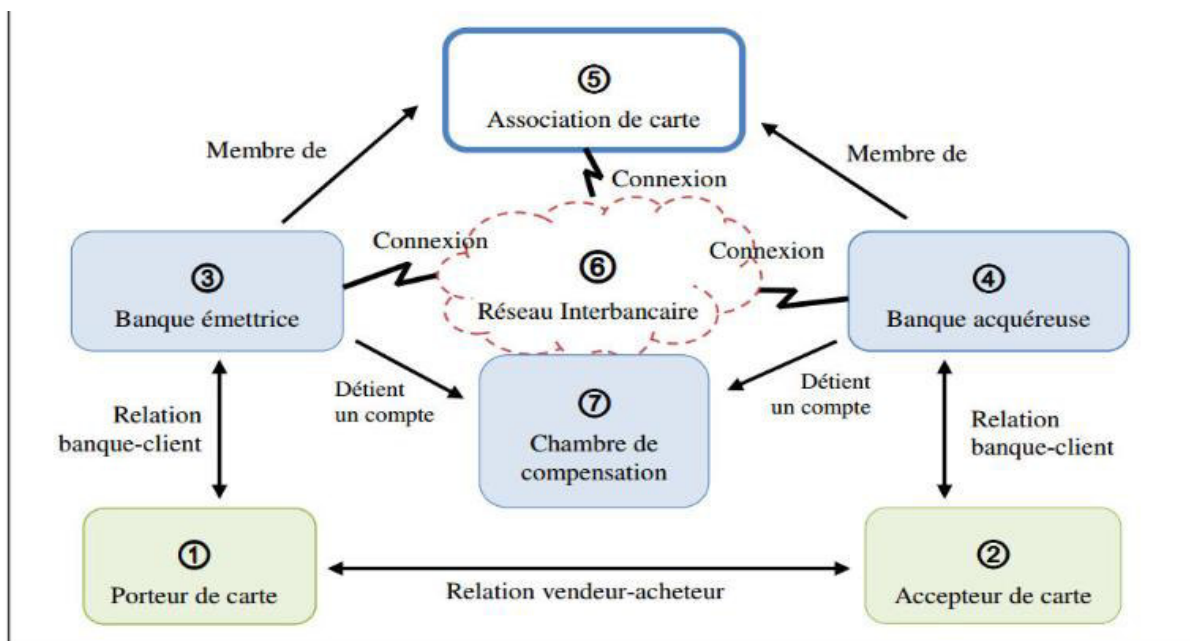 ⑤
Association de carte
Membre de
Membre de
Connexion
Connexion
Connexion
③
Banque émettrice
⑥
Réseau Interbancaire
④
Banque acquéreuse
Détient
un compte
Détient
un compte
⑦
Chambre de
compensation
Relation
banque-client
Relation
banque-client
①
Porteur de carte
Relation vendeur-acheteur
②
Accepteur de carte